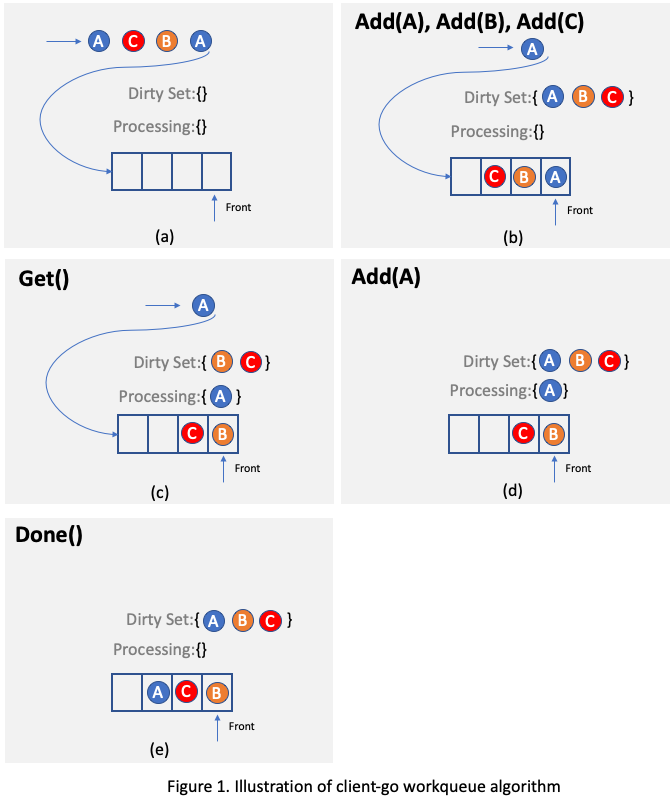 A C B A
Dirty Set:{}
Processing:{}
Front
(a)
Add(A), Add(B), Add(C)
A
Dirty Set:{ A B C }
Processing:{}
C B A
Front
(b)
Get()
A
Dirty Set:{ B C }
Processing:{ A }
C B
Front
(c)
Add(A)
Dirty Set:{ A B C }
Processing:{ A }
C B
Front
(d)
Done()
Dirty Set:{ A B C }
Processing:{}
A C B
Front
(e)
Figure 1. Illustration of client-go workqueue algorithm